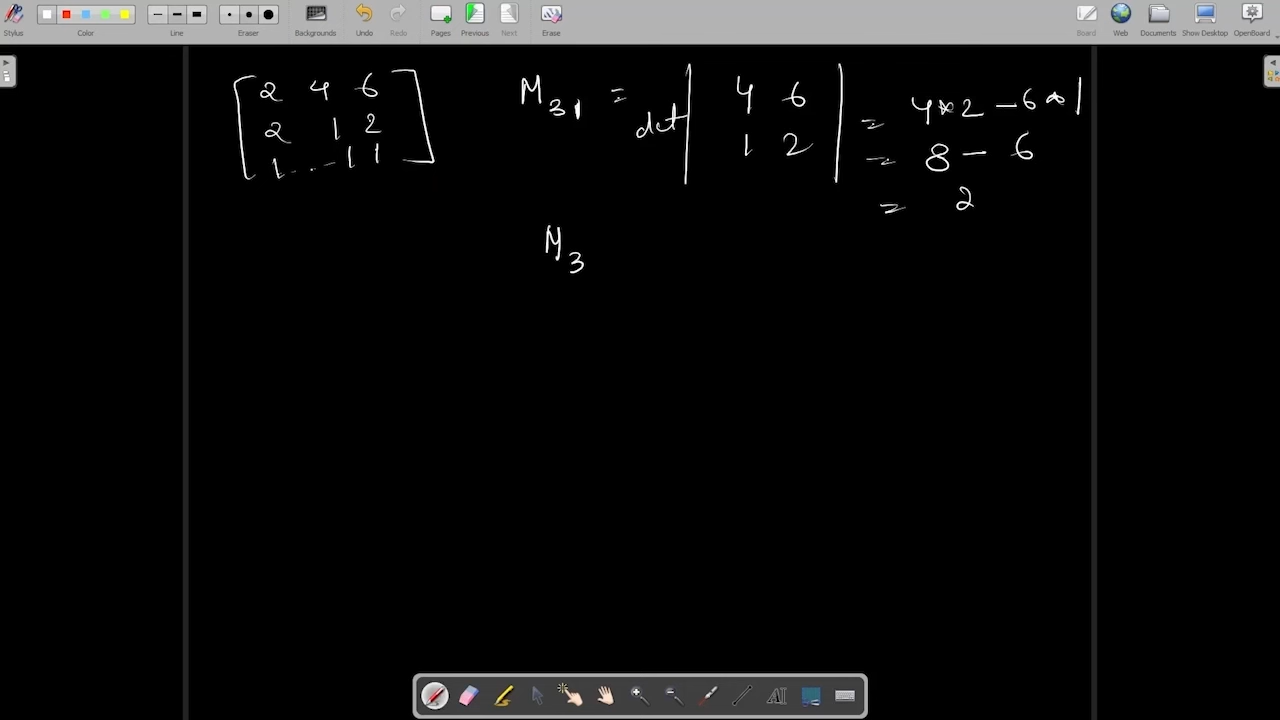 Stylus Color Line Eraser Backgrounds Undo Redo Pages Previous Next Erase Board Web Documents Show Desktop OpenBoard
2 4 6
2 1 2
1 -1 1
M31 = det | 4 6 |
| 1 2 |
= 4*2 - 6*1
= 8 - 6
= 2
M3